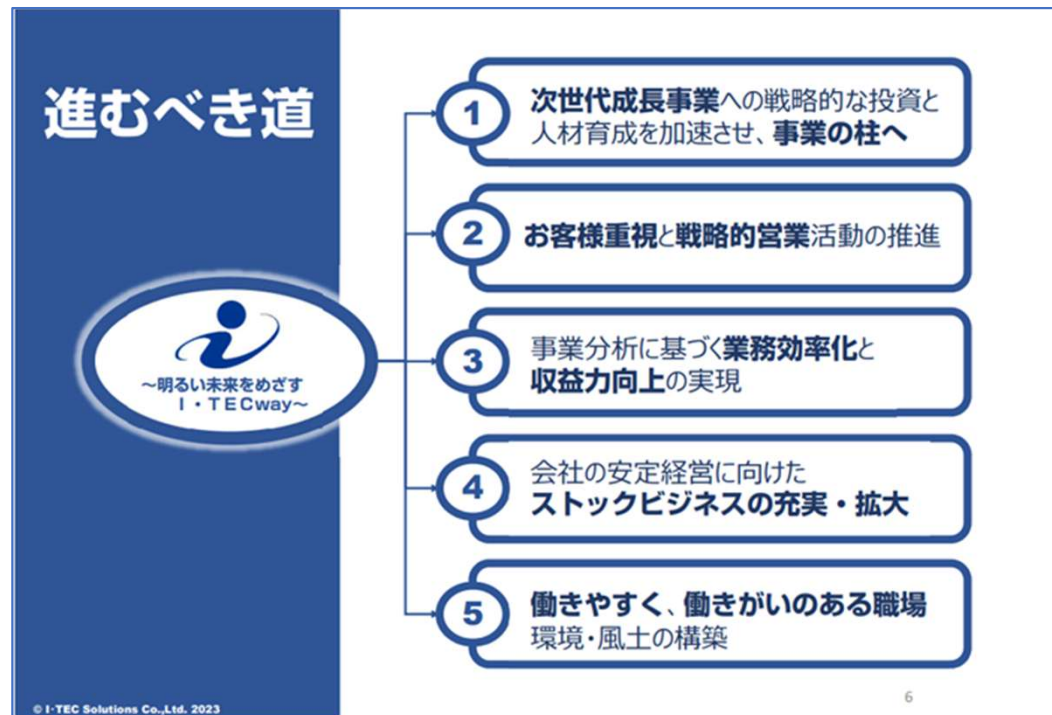 進むべき道
～明るい未来をめざす
I・TECway～
1
次世代成長事業への戦略的な投資と
人材育成を加速させ、事業の柱へ
2
お客様重視と戦略的営業活動の推進
3
事業分析に基づく業務効率化と
収益力向上の実現
4
会社の安定経営に向けた
ストックビジネスの充実・拡大
5
働きやすく、働きがいのある職場
環境・風土の構築
© I・TEC Solutions Co.,Ltd. 2023
6